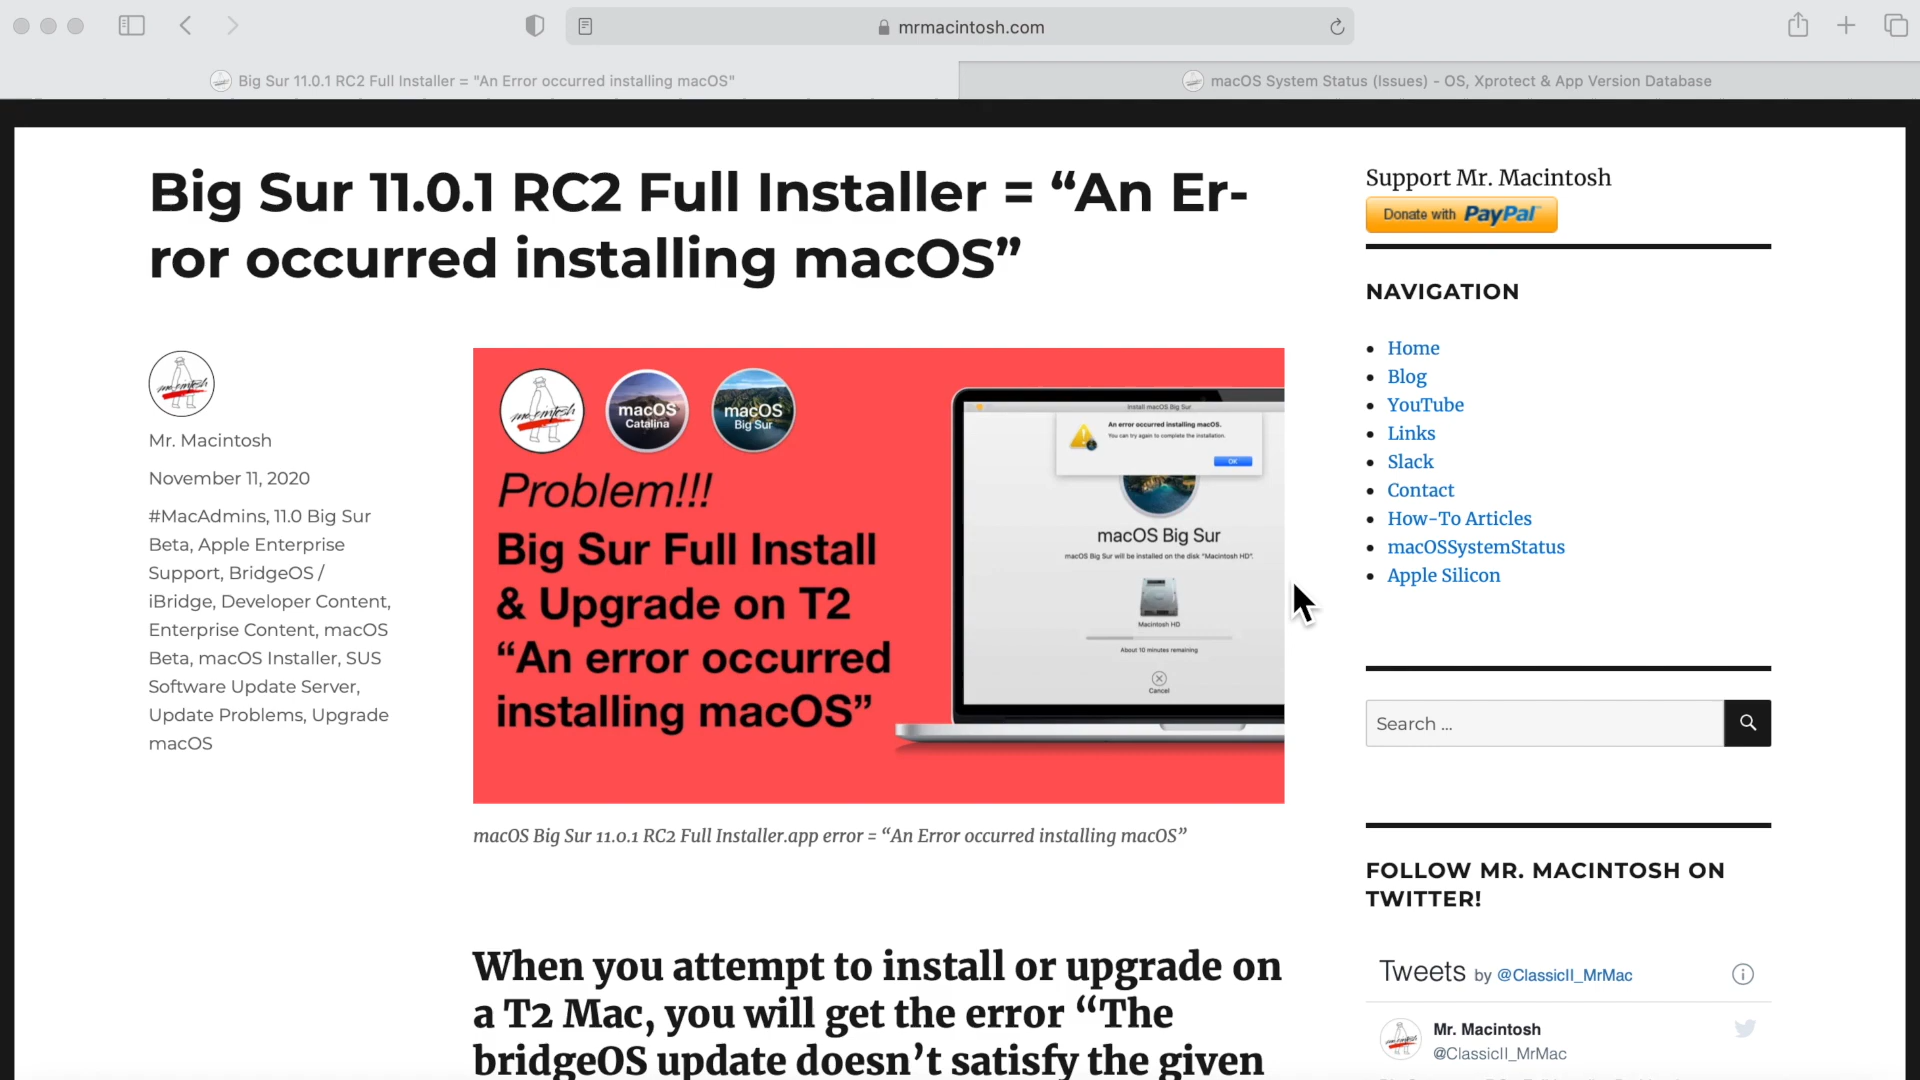 mrmacintosh.com
Big Sur 11.0.1 RC2 Full Installer = "An Error occurred installing macOS"
macOS System Status (Issues) - OS, Xprotect & App Version Database
Big Sur 11.0.1 RC2 Full Installer = “An Er-
ror occurred installing macOS”
Mr. Macintosh
November 11, 2020
#MacAdmins, 11.0 Big Sur
Beta, Apple Enterprise
Support, BridgeOS /
iBridge, Developer Content,
Enterprise Content, macOS
Beta, macOS Installer, SUS
Software Update Server,
Update Problems, Upgrade
macOS
macOS
Catalina
macOS
Big Sur
Problem!!!
Big Sur Full Install
& Upgrade on T2
“An error occurred
installing macOS”
Install macOS Big Sur
An error occurred installing macOS.
You can try again to complete the installation.
OK
macOS Big Sur
macOS Big Sur will be installed on the disk "Macintosh HD".
Macintosh HD
About 10 minutes remaining
Cancel
macOS Big Sur 11.0.1 RC2 Full Installer.app error = “An Error occurred installing macOS”
When you attempt to install or upgrade on
a T2 Mac, you will get the error “The
bridgeOS update doesn’t satisfy the given
Support Mr. Macintosh
Donate with PayPal
NAVIGATION
Home
Blog
YouTube
Links
Slack
Contact
How-To Articles
macOSSystemStatus
Apple Silicon
Search …
FOLLOW MR. MACINTOSH ON
TWITTER!
Tweets by @ClassicII_MrMac
Mr. Macintosh
@ClassicII_MrMac